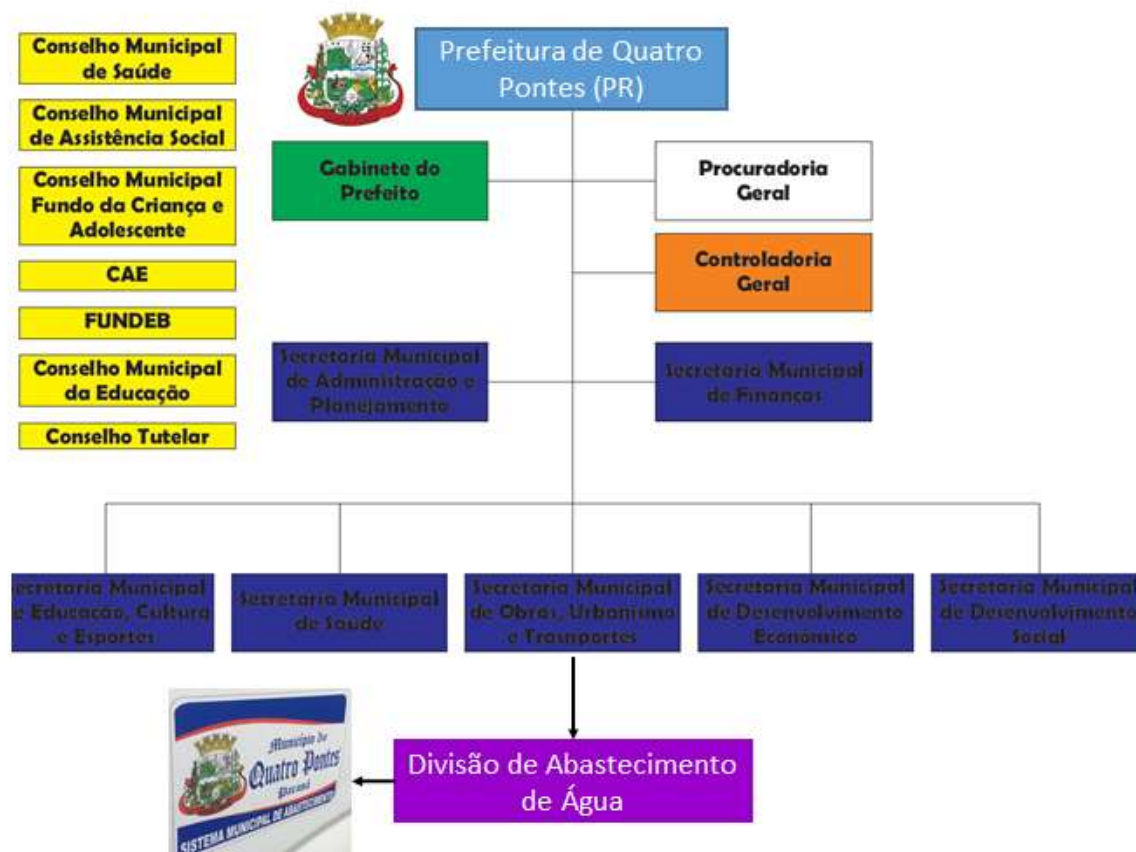 Conselho Municipal
de Saúde
Conselho Municipal
de Assistência Social
Conselho Municipal
Fundo da Criança e
Adolescente
CAE
FUNDEB
Conselho Municipal
da Educação
Conselho Tutelar
Prefeitura de Quatro
Pontes (PR)
Gabinete do
Prefeito
Procuradoria
Geral
Controladoria
Geral
Secretaria Municipal
de Administração e
Planejamento
Secretaria Municipal
de Finanças
ecretaria Municipal
e Educação, Cultura
e Esportes
Secretaria Municipal
de Saúde
Secretaria Municipal
de Obras, Urbanismo
e Trasnportes
Secretaria Municipal
de Desenvolvimento
Econômico
Secretaria Municipal
de Desenvolvimento
Social
Município de
Quatro Pontes
Paraná
SISTEMA MUNICIPAL DE ABASTECIMENTO
Divisão de Abastecimento
de Água